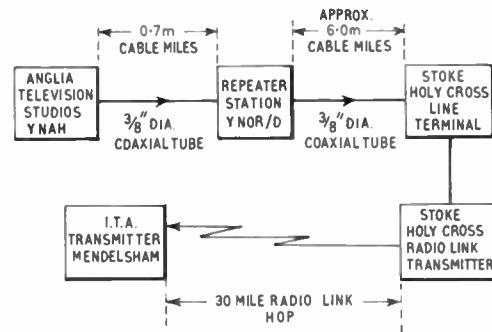 0·7m
CABLE MILES
APPROX.
6·0m
CABLE MILES
ANGLIA
TELEVISION
STUDIOS
YNAH
3/8" DIA.
COAXIAL TUBE
REPEATER
STATION
YNOR/D
3/8" DIA.
COAXIAL TUBE
STOKE
HOLY CROSS
LINE
TERMINAL
I.T.A.
TRANSMITTER
MENDELSHAM
STOKE
HOLY CROSS
RADIO LINK
TRANSMITTER
30 MILE RADIO LINK
HOP